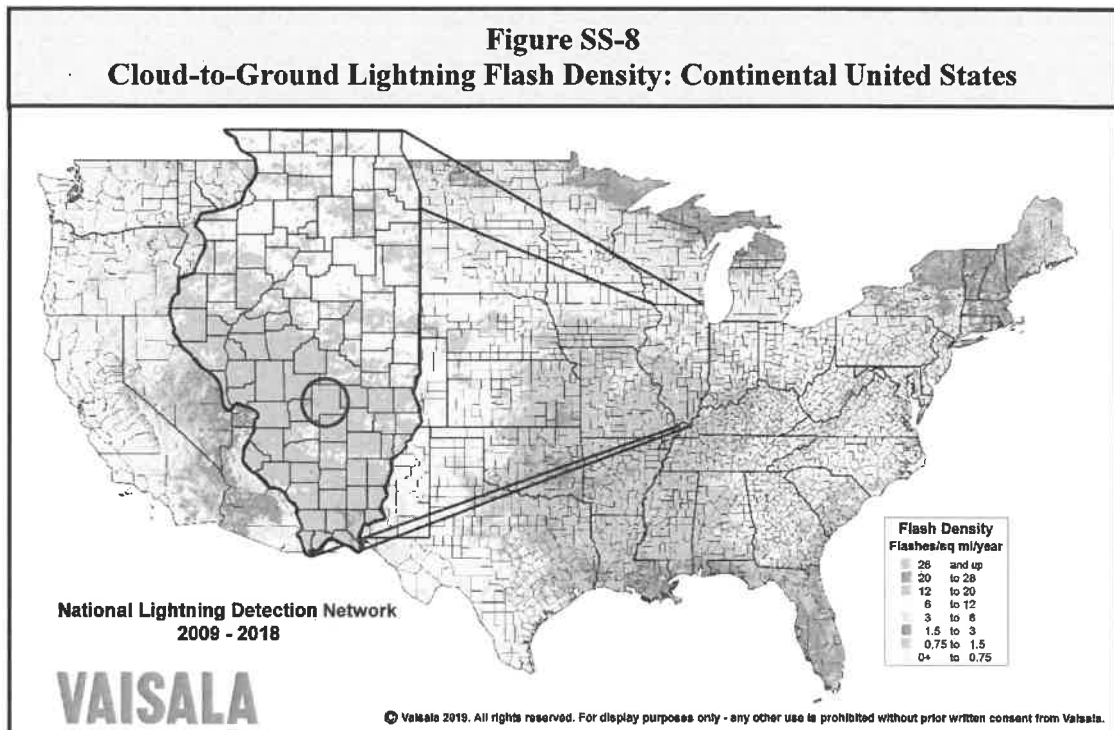 Figure SS-8
Cloud-to-Ground Lightning Flash Density: Continental United States
National Lightning Detection Network
2009 - 2018
VAISALA
Flash Density
Flashes/sq mi/year
28 and up
20 to 28
12 to 20
6 to 12
3 to 6
1.5 to 3
0.75 to 1.5
0+ to 0.75
© Vaisala 2019. All rights reserved. For display purposes only - any other use is prohibited without prior written consent from Vaisala.